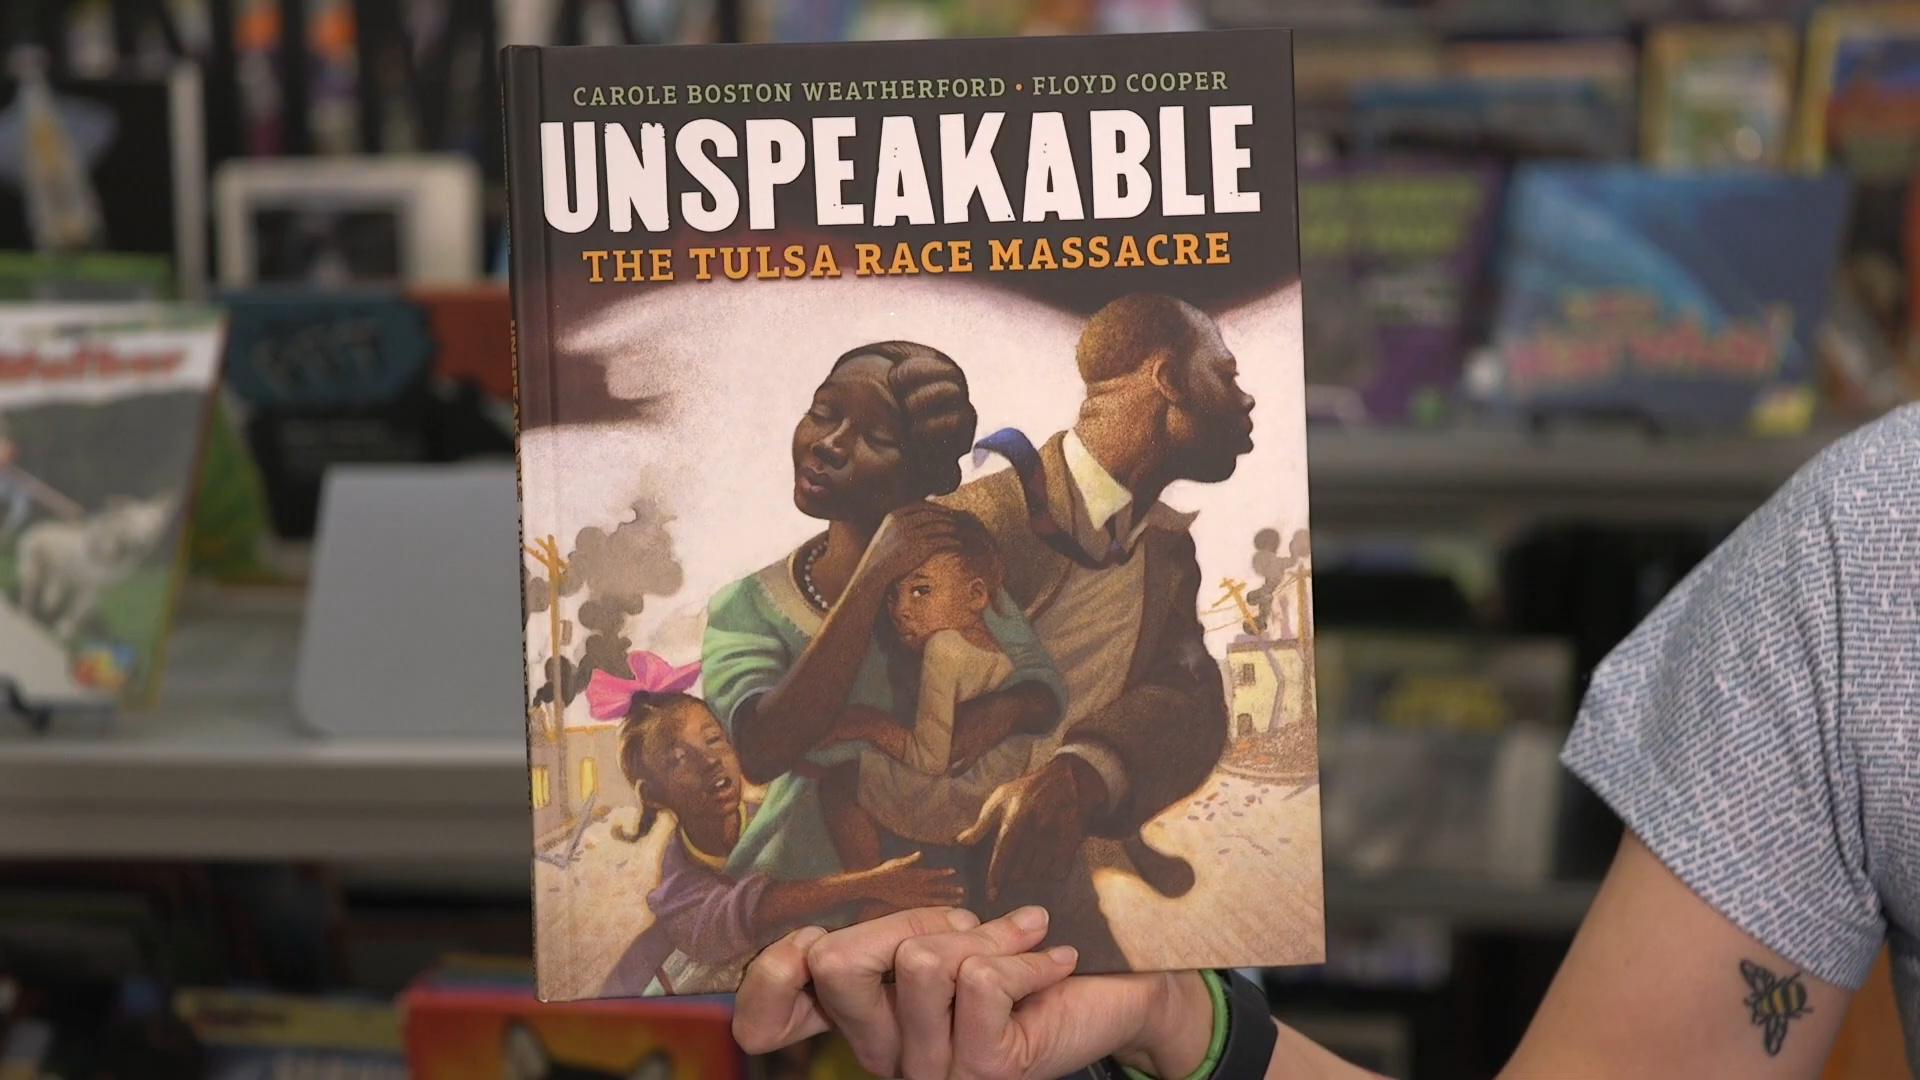 CAROLE BOSTON WEATHERFORD • FLOYD COOPER
UNSPEAKABLE
THE TULSA RACE MASSACRE